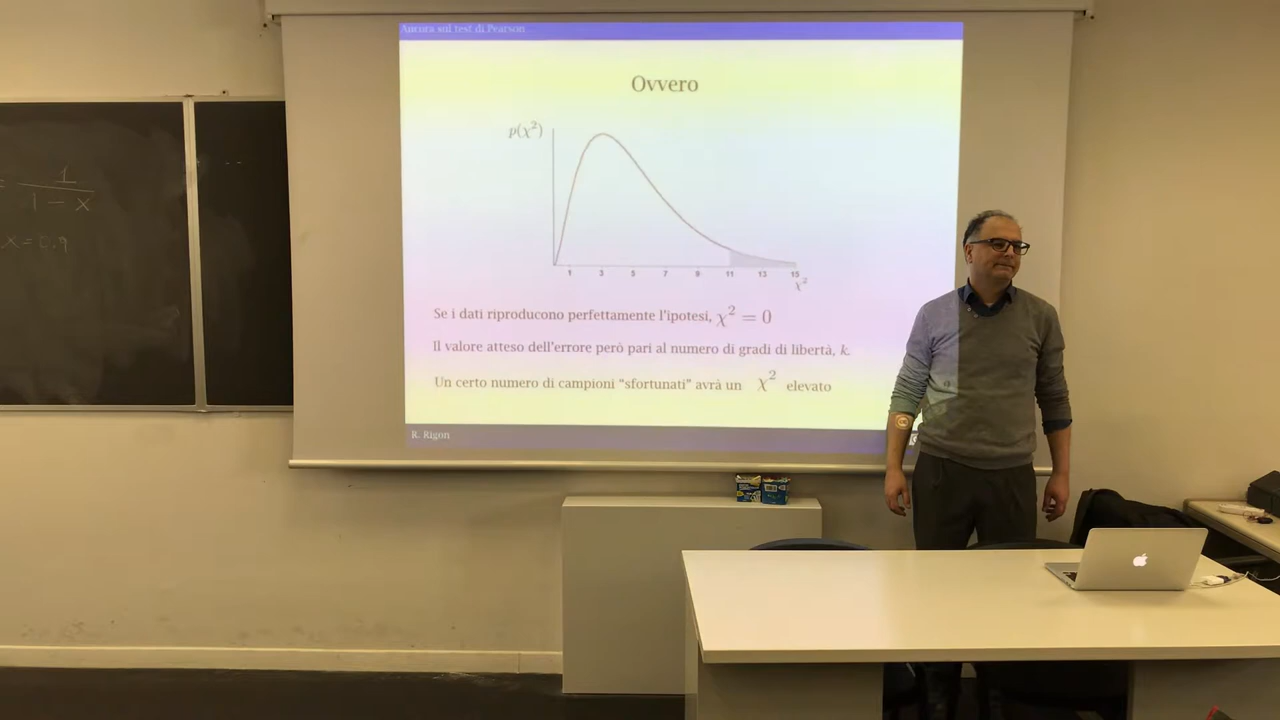 Ancora sul test di Pearson
Ovvero
p(χ²)
1 3 5 7 9 11 13 15
χ²
Se i dati riproducono perfettamente l'ipotesi, χ² = 0
Il valore atteso dell'errore però pari al numero di gradi di libertà, k.
Un certo numero di campioni "sfortunati" avrà un χ² elevato
R. Rigon
= 1
1 - x
x = 0.9